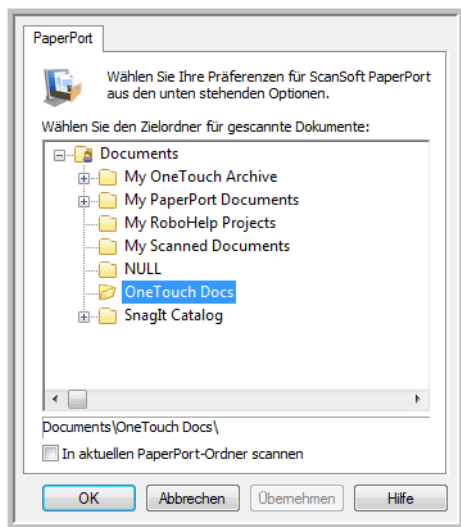 PaperPort
Wählen Sie Ihre Präferenzen für ScanSoft PaperPort
aus den unten stehenden Optionen.
Wählen Sie den Zielordner für gescannte Dokumente:
Documents
My OneTouch Archive
My PaperPort Documents
My RoboHelp Projects
My Scanned Documents
NULL
OneTouch Docs
SnagIt Catalog
Documents\OneTouch Docs\
In aktuellen PaperPort-Ordner scannen
OK Abbrechen Übernehmen Hilfe